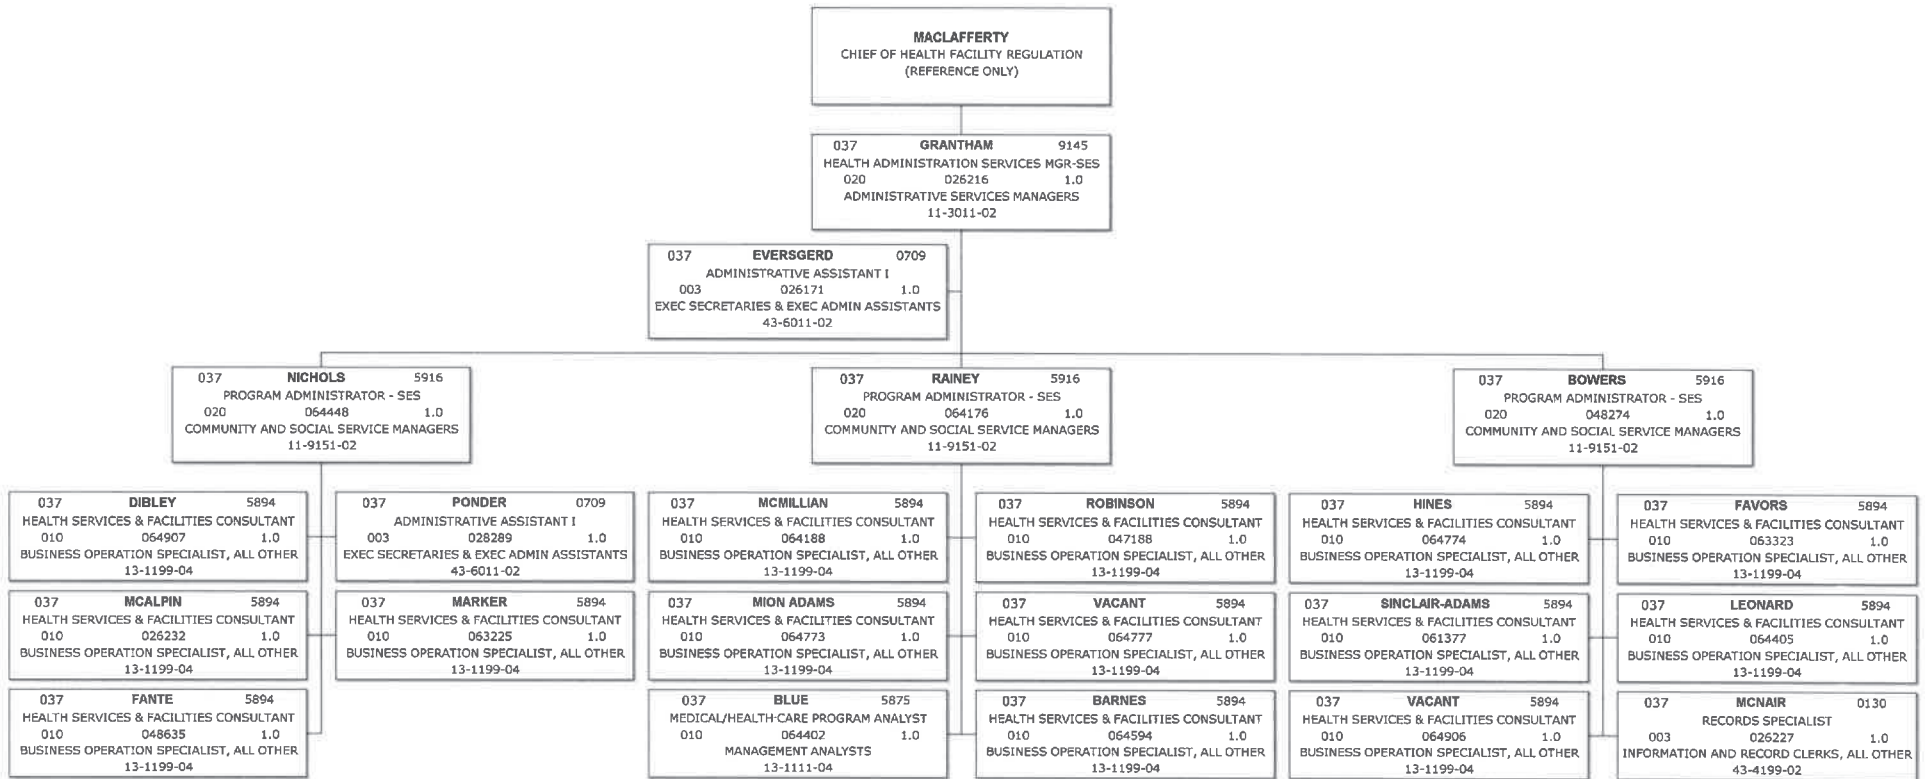 MACLAFFERTY
CHIEF OF HEALTH FACILITY REGULATION
(REFERENCE ONLY)
037 GRANTHAM 9145
HEALTH ADMINISTRATION SERVICES MGR-SES
020 026216 1.0
ADMINISTRATIVE SERVICES MANAGERS
11-3011-02
037 EVERSGERD 0709
ADMINISTRATIVE ASSISTANT I
003 026171 1.0
EXEC SECRETARIES & EXEC ADMIN ASSISTANTS
43-6011-02
037 NICHOLS 5916
PROGRAM ADMINISTRATOR - SES
020 064448 1.0
COMMUNITY AND SOCIAL SERVICE MANAGERS
11-9151-02
037 RAINEY 5916
PROGRAM ADMINISTRATOR - SES
020 064176 1.0
COMMUNITY AND SOCIAL SERVICE MANAGERS
11-9151-02
037 BOWERS 5916
PROGRAM ADMINISTRATOR - SES
020 048274 1.0
COMMUNITY AND SOCIAL SERVICE MANAGERS
11-9151-02
037 DIBLEY 5894
HEALTH SERVICES & FACILITIES CONSULTANT
010 064907 1.0
BUSINESS OPERATION SPECIALIST, ALL OTHER
13-1199-04
037 PONDER 0709
ADMINISTRATIVE ASSISTANT I
003 028289 1.0
EXEC SECRETARIES & EXEC ADMIN ASSISTANTS
43-6011-02
037 MCMILLIAN 5894
HEALTH SERVICES & FACILITIES CONSULTANT
010 064188 1.0
BUSINESS OPERATION SPECIALIST, ALL OTHER
13-1199-04
037 ROBINSON 5894
HEALTH SERVICES & FACILITIES CONSULTANT
010 047188 1.0
BUSINESS OPERATION SPECIALIST, ALL OTHER
13-1199-04
037 HINES 5894
HEALTH SERVICES & FACILITIES CONSULTANT
010 064774 1.0
BUSINESS OPERATION SPECIALIST, ALL OTHER
13-1199-04
037 FAVORS 5894
HEALTH SERVICES & FACILITIES CONSULTANT
010 063323 1.0
BUSINESS OPERATION SPECIALIST, ALL OTHER
13-1199-04
037 MCALPIN 5894
HEALTH SERVICES & FACILITIES CONSULTANT
010 026232 1.0
BUSINESS OPERATION SPECIALIST, ALL OTHER
13-1199-04
037 MARKER 5894
HEALTH SERVICES & FACILITIES CONSULTANT
010 063225 1.0
BUSINESS OPERATION SPECIALIST, ALL OTHER
13-1199-04
037 MION ADAMS 5894
HEALTH SERVICES & FACILITIES CONSULTANT
010 064773 1.0
BUSINESS OPERATION SPECIALIST, ALL OTHER
13-1199-04
037 VACANT 5894
HEALTH SERVICES & FACILITIES CONSULTANT
010 064777 1.0
BUSINESS OPERATION SPECIALIST, ALL OTHER
13-1199-04
037 SINCLAIR-ADAMS 5894
HEALTH SERVICES & FACILITIES CONSULTANT
010 061377 1.0
BUSINESS OPERATION SPECIALIST, ALL OTHER
13-1199-04
037 LEONARD 5894
HEALTH SERVICES & FACILITIES CONSULTANT
010 064405 1.0
BUSINESS OPERATION SPECIALIST, ALL OTHER
13-1199-04
037 FANTE 5894
HEALTH SERVICES & FACILITIES CONSULTANT
010 048635 1.0
BUSINESS OPERATION SPECIALIST, ALL OTHER
13-1199-04
037 BLUE 5875
MEDICAL/HEALTH-CARE PROGRAM ANALYST
010 064402 1.0
MANAGEMENT ANALYSTS
13-1111-04
037 BARNES 5894
HEALTH SERVICES & FACILITIES CONSULTANT
010 064594 1.0
BUSINESS OPERATION SPECIALIST, ALL OTHER
13-1199-04
037 VACANT 5894
HEALTH SERVICES & FACILITIES CONSULTANT
010 064906 1.0
BUSINESS OPERATION SPECIALIST, ALL OTHER
13-1199-04
037 MCNAIR 0130
RECORDS SPECIALIST
003 026227 1.0
INFORMATION AND RECORD CLERKS, ALL OTHER
43-4199-02